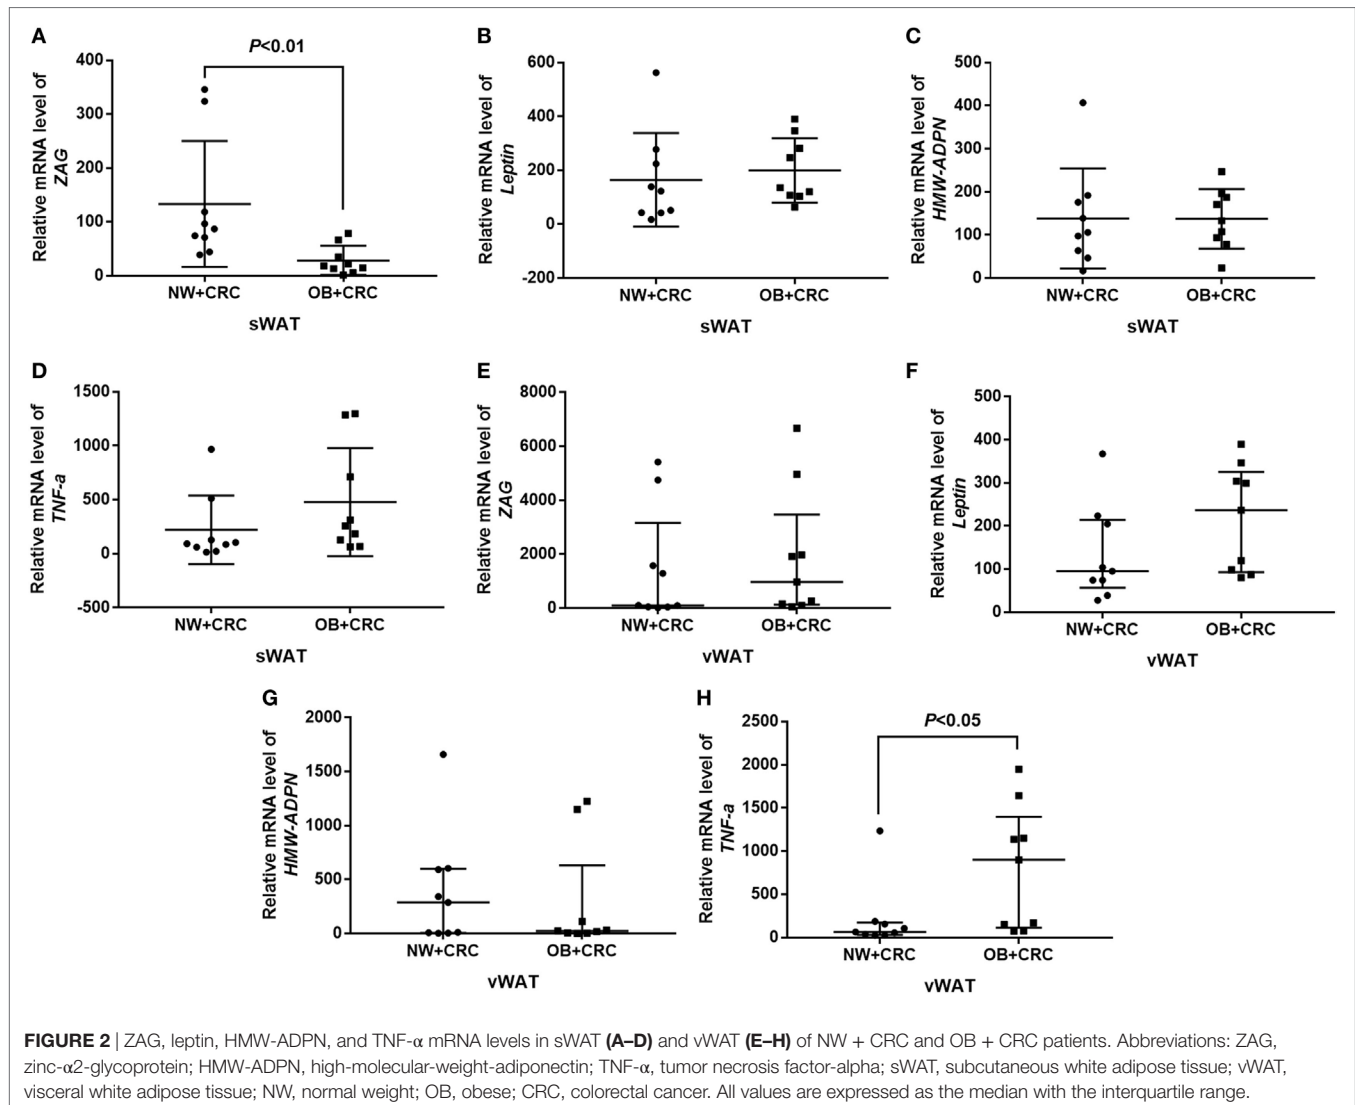 A
P<0.01
Relative mRNA level of
ZAG
400
300
200
100
0
NW+CRC OB+CRC
sWAT
B
Relative mRNA level of
Leptin
600
400
200
0
-200
NW+CRC OB+CRC
sWAT
C
Relative mRNA level of
HMW-ADPN
500
400
300
200
100
0
NW+CRC OB+CRC
sWAT
D
Relative mRNA level of
TNF-a
1500
1000
500
0
-500
NW+CRC OB+CRC
sWAT
E
Relative mRNA level of
ZAG
8000
6000
4000
2000
0
NW+CRC OB+CRC
vWAT
F
Relative mRNA level of
Leptin
500
400
300
200
100
0
NW+CRC OB+CRC
vWAT
G
Relative mRNA level of
HMW-ADPN
2000
1500
1000
500
0
NW+CRC OB+CRC
vWAT
H
P<0.05
Relative mRNA level of
TNF-a
2500
2000
1500
1000
500
0
NW+CRC OB+CRC
vWAT
FIGURE 2 | ZAG, leptin, HMW-ADPN, and TNF-α mRNA levels in sWAT (A–D) and vWAT (E–H) of NW + CRC and OB + CRC patients. Abbreviations: ZAG,
zinc-α2-glycoprotein; HMW-ADPN, high-molecular-weight-adiponectin; TNF-α, tumor necrosis factor-alpha; sWAT, subcutaneous white adipose tissue; vWAT,
visceral white adipose tissue; NW, normal weight; OB, obese; CRC, colorectal cancer. All values are expressed as the median with the interquartile range.